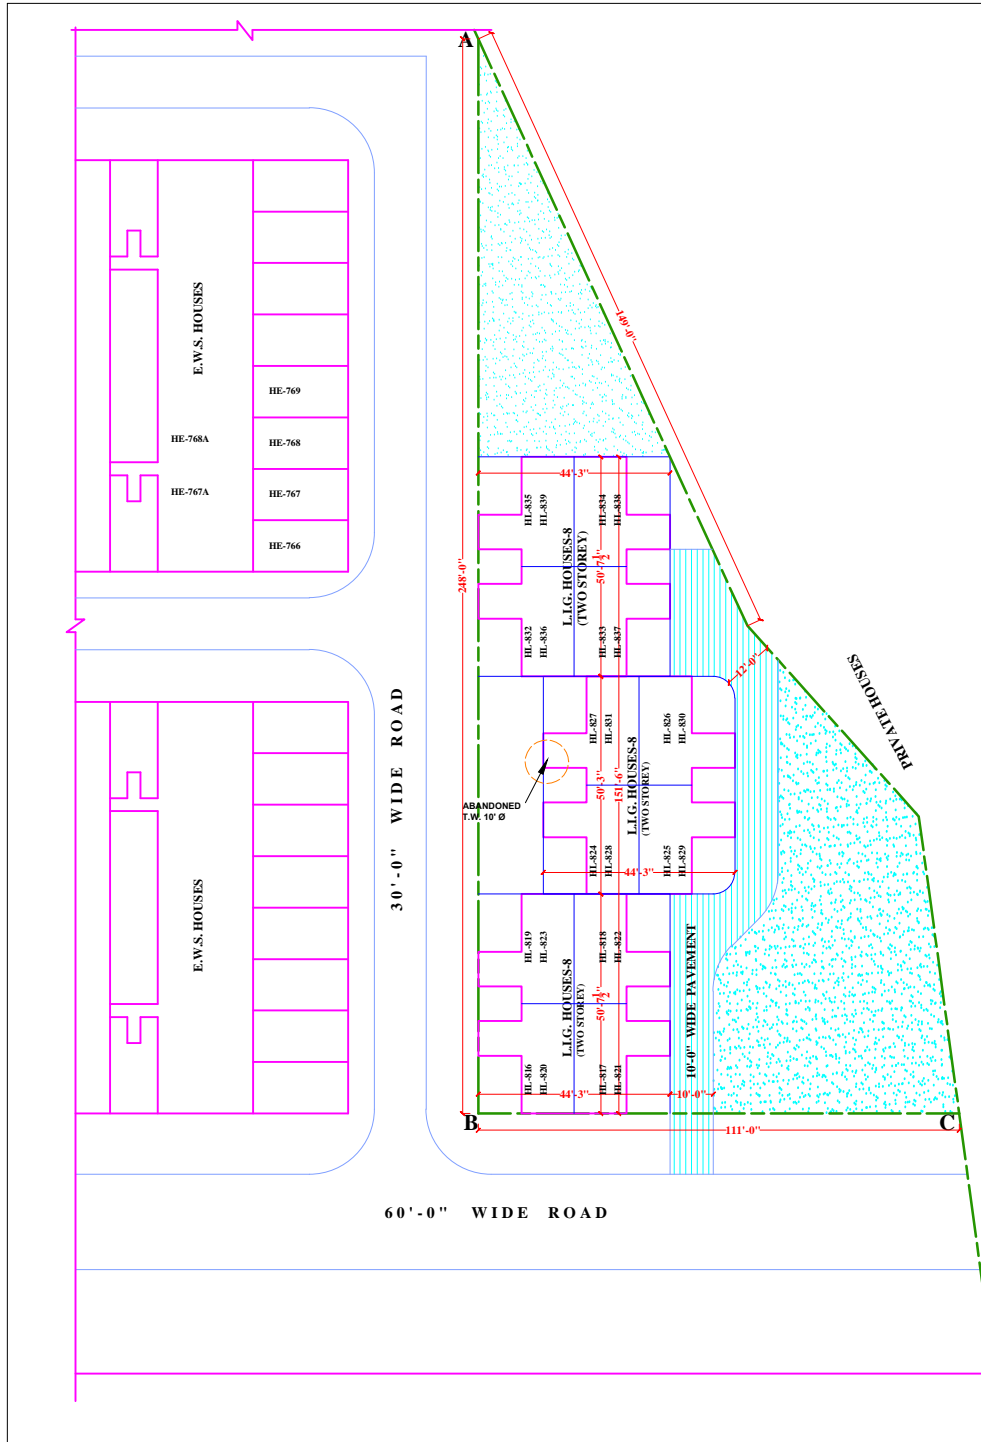 A
149'-0"
E.W.S. HOUSES
HE-769
HE-768A
HE-768
HE-767A
HE-767
HE-766
248'-0"
44'-3"
HL-835
HL-839
HL-834
HL-838
L.I.G. HOUSES-8
(TWO STOREY)
50'-7½"
HL-832
HL-836
HL-833
HL-837
12'-0"
PRIVATE HOUSES
30'-0" WIDE ROAD
HL-827
HL-831
HL-826
HL-830
ABANDONED
T.W. 10' Ø
50'-3"
151'-6"
L.I.G. HOUSES-8
(TWO STOREY)
HL-824
HL-828
HL-825
HL-829
44'-3"
E.W.S. HOUSES
HL-819
HL-823
HL-818
HL-822
L.I.G. HOUSES-8
(TWO STOREY)
50'-7½"
10'-0" WIDE PAVEMENT
HL-816
HL-820
HL-817
HL-821
44'-3"
10'-0"
B
C
111'-0"
60'-0" WIDE ROAD